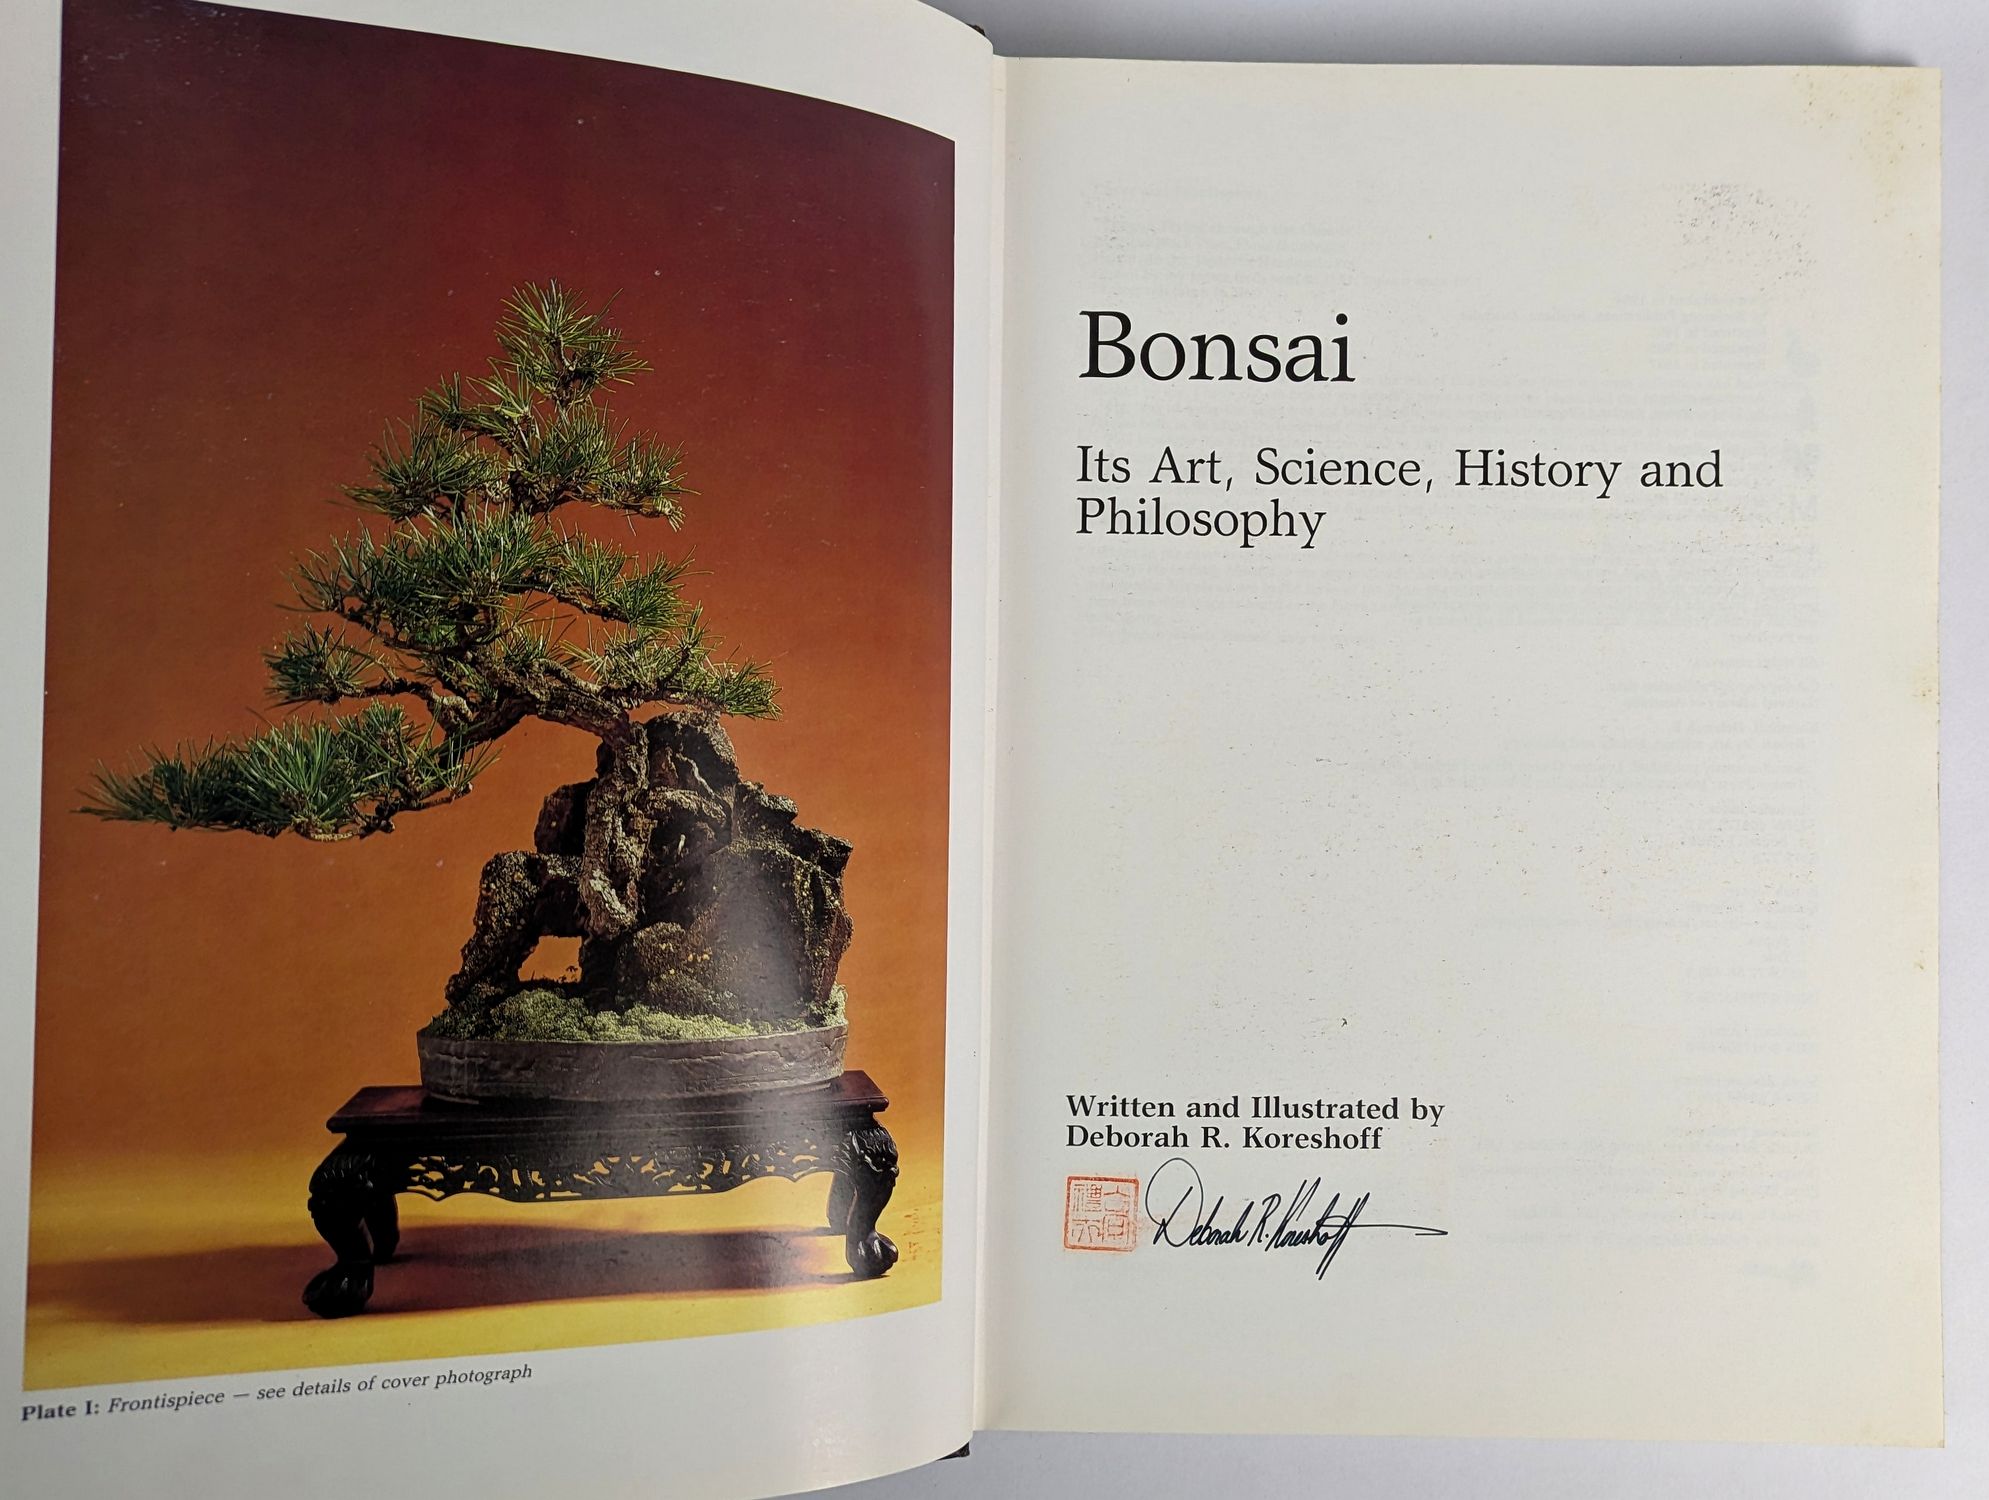 Plate I: Frontispiece — see details of cover photograph
Bonsai
Its Art, Science, History and
Philosophy
Written and Illustrated by
Deborah R. Koreshoff
Deborah R. Koreshoff